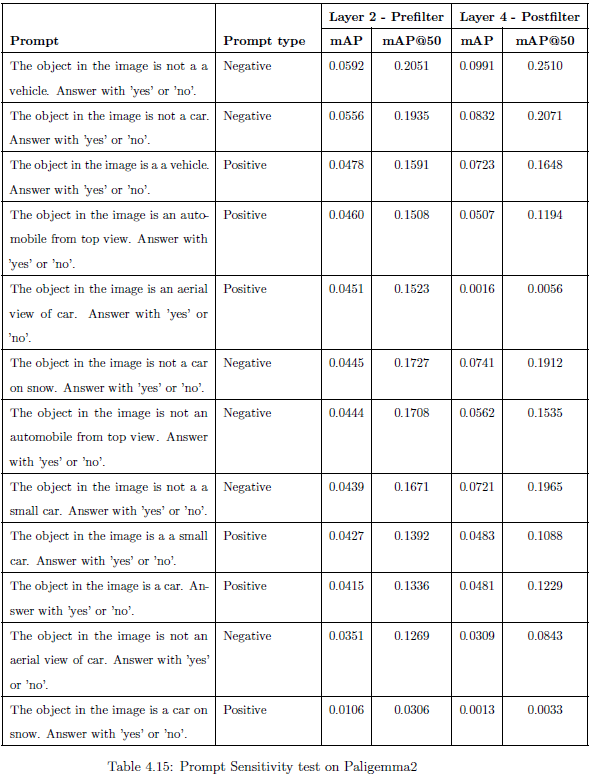 Layer 2 - Prefilter Layer 4 - Postfilter
Prompt Prompt type mAP mAP@50 mAP mAP@50
The object in the image is not a a Negative 0.0592 0.2051 0.0991 0.2510
vehicle. Answer with 'yes' or 'no'.
The object in the image is not a car. Negative 0.0556 0.1935 0.0832 0.2071
Answer with 'yes' or 'no'.
The object in the image is a a vehicle. Positive 0.0478 0.1591 0.0723 0.1648
Answer with 'yes' or 'no'.
The object in the image is an auto- Positive 0.0460 0.1508 0.0507 0.1194
mobile from top view. Answer with
'yes' or 'no'.
The object in the image is an aerial Positive 0.0451 0.1523 0.0016 0.0056
view of car. Answer with 'yes' or
'no'.
The object in the image is not a car Negative 0.0445 0.1727 0.0741 0.1912
on snow. Answer with 'yes' or 'no'.
The object in the image is not an Negative 0.0444 0.1708 0.0562 0.1535
automobile from top view. Answer
with 'yes' or 'no'.
The object in the image is not a a Negative 0.0439 0.1671 0.0721 0.1965
small car. Answer with 'yes' or 'no'.
The object in the image is a a small Positive 0.0427 0.1392 0.0483 0.1088
car. Answer with 'yes' or 'no'.
The object in the image is a car. An- Positive 0.0415 0.1336 0.0481 0.1229
swer with 'yes' or 'no'.
The object in the image is not an Negative 0.0351 0.1269 0.0309 0.0843
aerial view of car. Answer with 'yes'
or 'no'.
The object in the image is a car on Positive 0.0106 0.0306 0.0013 0.0033
snow. Answer with 'yes' or 'no'.
Table 4.15: Prompt Sensitivity test on Paligemma2